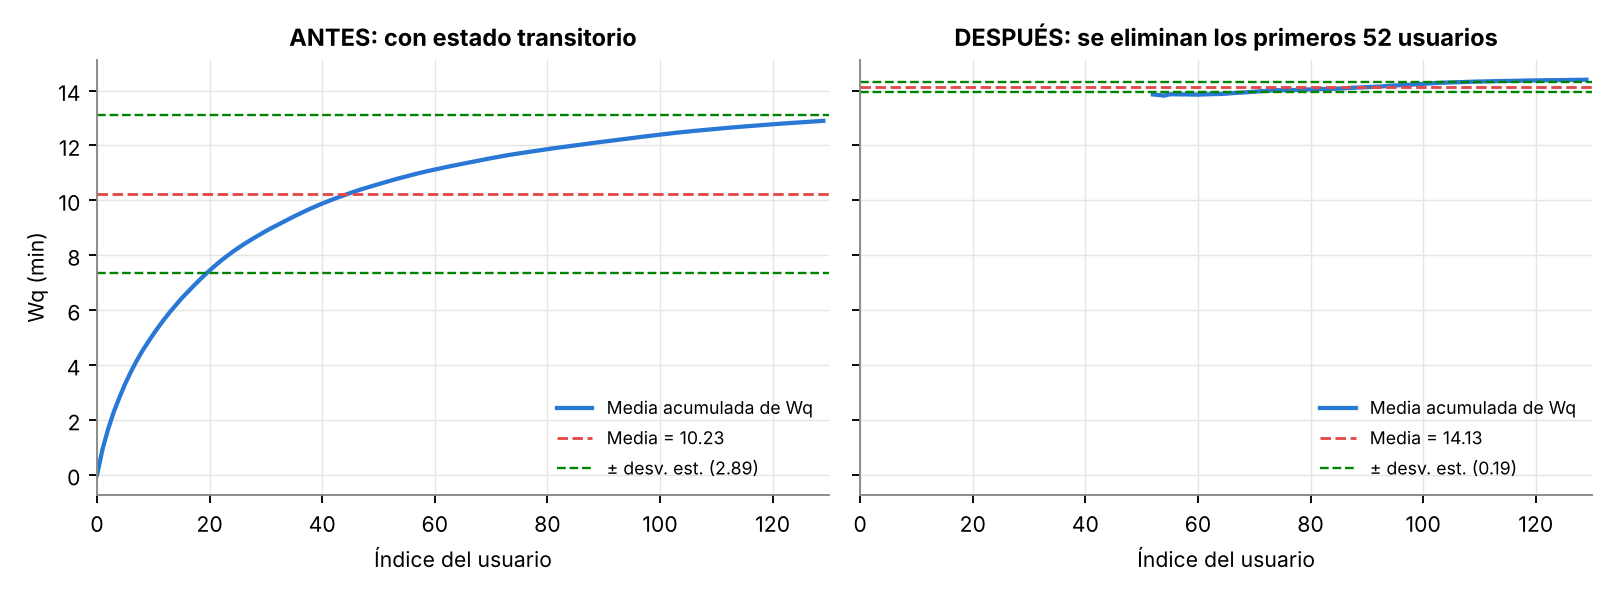 ANTES: con estado transitorio
Wq (min)
14
12
10
8
6
4
2
0
Media acumulada de Wq
Media = 10.23
± desv. est. (2.89)
0 20 40 60 80 100 120
Índice del usuario
DESPUÉS: se eliminan los primeros 52 usuarios
Media acumulada de Wq
Media = 14.13
± desv. est. (0.19)
0 20 40 60 80 100 120
Índice del usuario